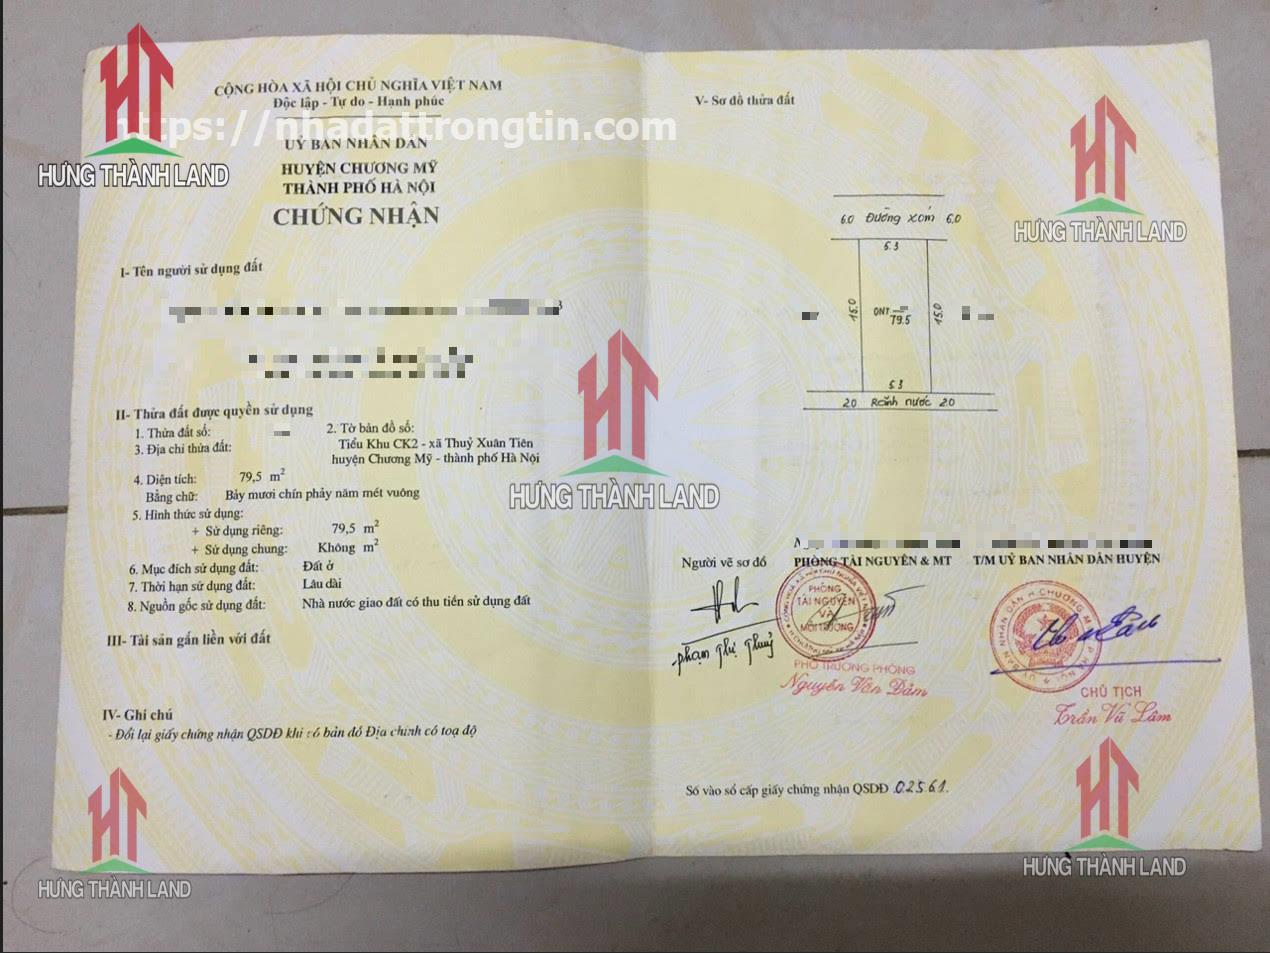 CỘNG HÒA XÃ HỘI CHỦ NGHĨA VIỆT NAM
Độc lập - Tự do - Hạnh phúc
https://nhadattrongtin.com
UỶ BAN NHÂN DÂN
HUYỆN CHƯƠNG MỸ
THÀNH PHỐ HÀ NỘI
CHỨNG NHẬN
HƯNG THÀNH LAND
I- Tên người sử dụng đất
II- Thửa đất được quyền sử dụng
1. Thửa đất số: 2. Tờ bản đồ số:
3. Địa chỉ thửa đất: Tiểu Khu CK2 - xã Thuỷ Xuân Tiên
huyện Chương Mỹ - thành phố Hà Nội
4. Diện tích: 79,5 m2
Bằng chữ: Bảy mươi chín phảy năm mét vuông
5. Hình thức sử dụng:
+ Sử dụng riêng: 79,5 m2
+ Sử dụng chung: Không m2
6. Mục đích sử dụng đất: Đất ở
7. Thời hạn sử dụng đất: Lâu dài
8. Nguồn gốc sử dụng đất: Nhà nước giao đất có thu tiền sử dụng đất
III- Tài sản gắn liền với đất
IV- Ghi chú
- Đổi lại giấy chứng nhận QSDĐ khi có bản đồ Địa chính có toạ độ
HƯNG THÀNH LAND
HƯNG THÀNH LAND
V- Sơ đồ thửa đất
HƯNG THÀNH LAND
6.0 Đường xóm 6.0
5.3
15.0 ONT 79.5 15.0
5.3
2.0 Rãnh nước 2.0
Người vẽ sơ đồ
PHÒNG TÀI NGUYÊN & MT
T/M UỶ BAN NHÂN DÂN HUYỆN
PHÒNG
TÀI NGUYÊN
VÀ
MÔI TRƯỜNG
Phạm Thị Thuý
PHÓ TRƯỞNG PHÒNG
Nguyễn Văn Đảm
CHỦ TỊCH
Trần Vũ Lâm
Số vào sổ cấp giấy chứng nhận QSDĐ 02561.
HƯNG THÀNH LAND